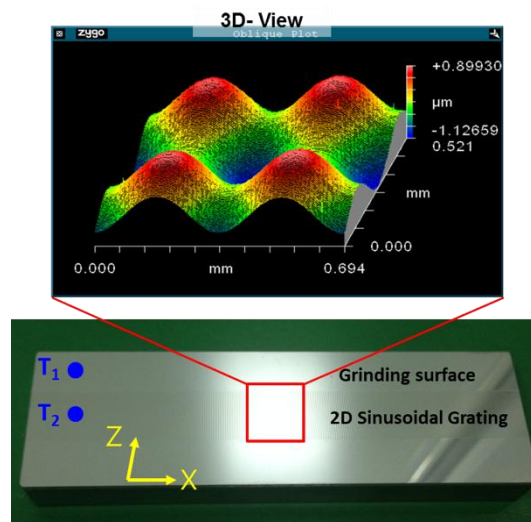 3D- View
Oblique Plot
zygo
+0.89930
µm
-1.12659
0.521
mm
0.000
0.000
mm
0.694
T1
Grinding surface
T2
2D Sinusoidal Grating
Z
X